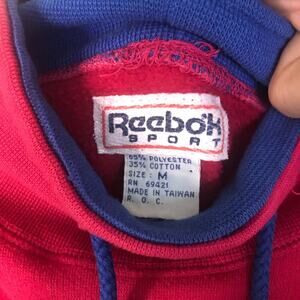 Reebok
SPORT
65% POLYESTER
35% COTTON
SIZE: M
RN 69421
MADE IN TAIWAN
R. O. C.